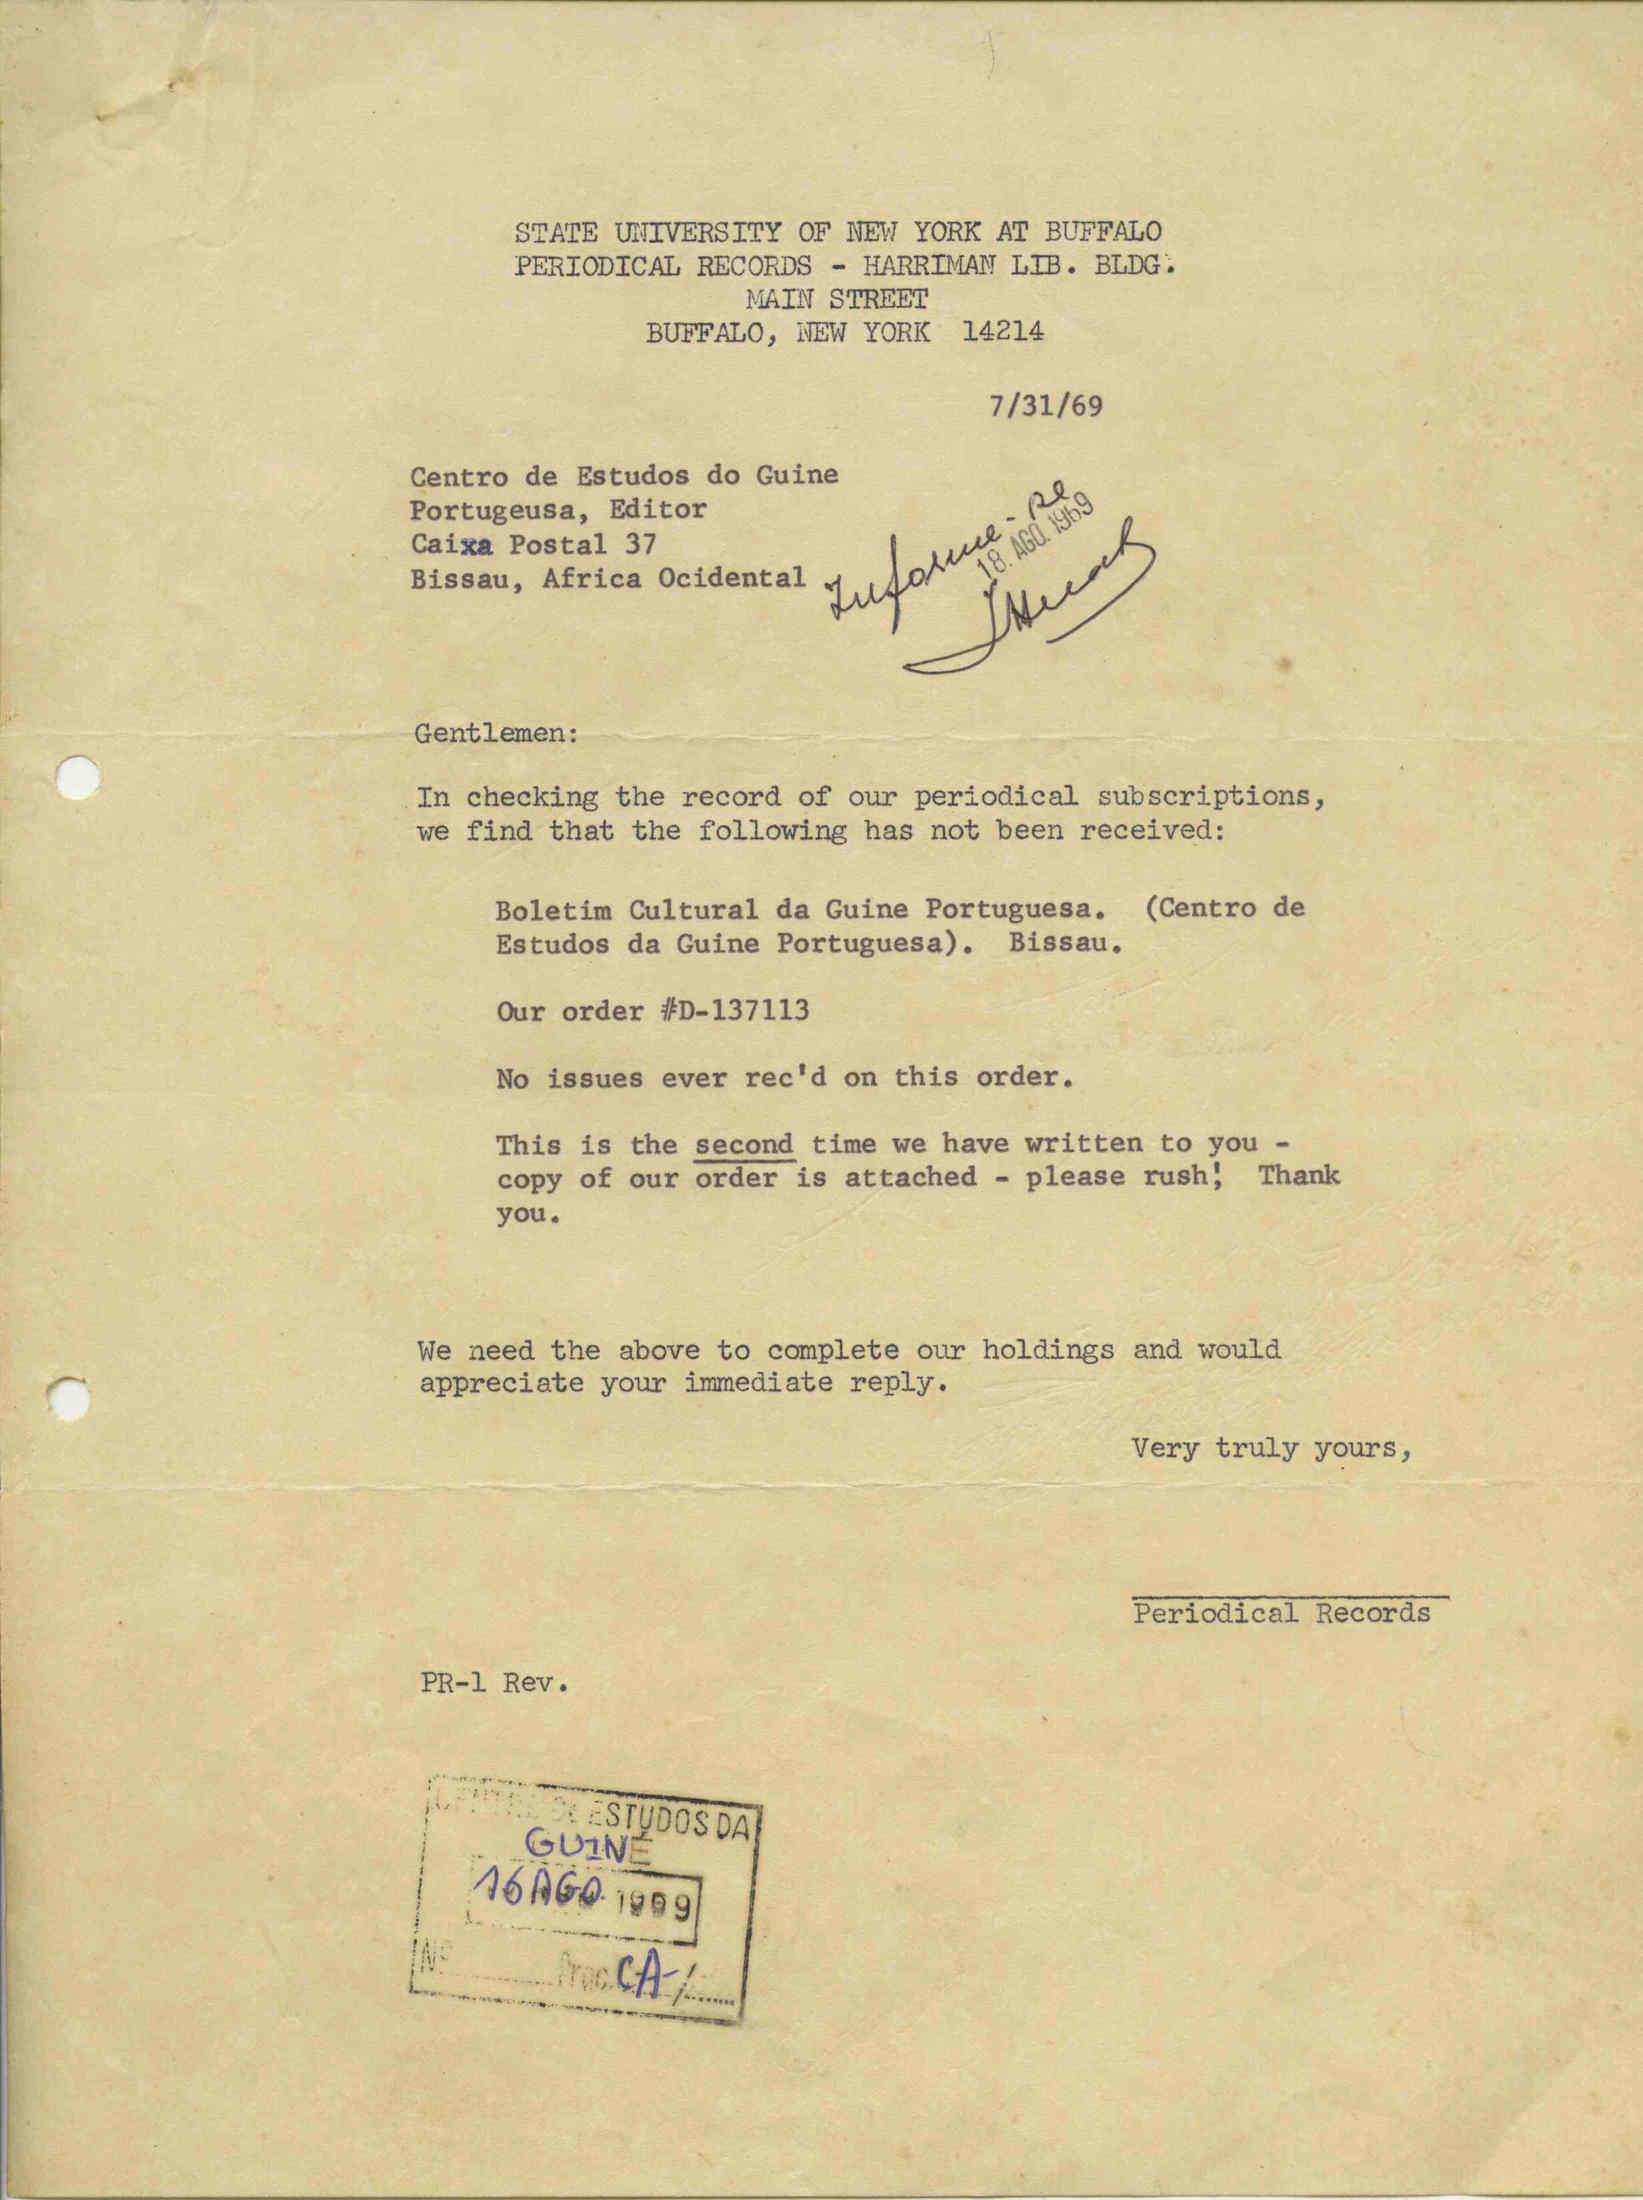 STATE UNIVERSITY OF NEW YORK AT BUFFALO
PERIODICAL RECORDS - HARRIMAN LIB. BLDG.
MAIN STREET
BUFFALO, NEW YORK 14214
7/31/69
Centro de Estudos do Guine
Portugeusa, Editor
Caixa Postal 37
Bissau, Africa Ocidental
Informe-se
18. AGO. 1969
Gentlemen:
In checking the record of our periodical subscriptions,
we find that the following has not been received:
Boletim Cultural da Guine Portuguesa. (Centro de
Estudos da Guine Portuguesa). Bissau.
Our order #D-137113
No issues ever rec'd on this order.
This is the second time we have written to you -
copy of our order is attached - please rush! Thank
you.
We need the above to complete our holdings and would
appreciate your immediate reply.
Very truly yours,
Periodical Records
PR-1 Rev.
CENTRO DE ESTUDOS DA
GUINÉ
16 AGO. 1969
Nº Proc. CA-/